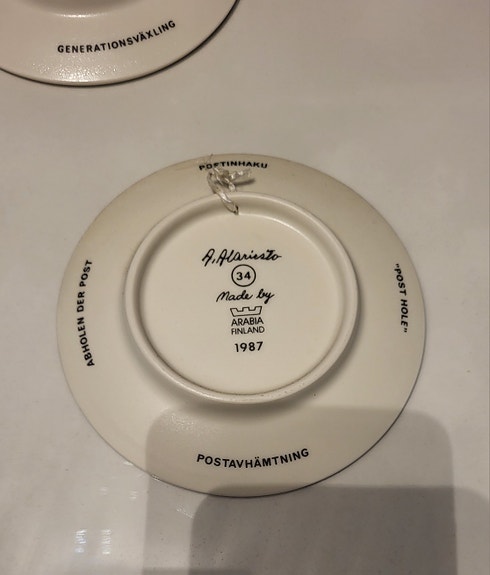 GENERATIONSVÄXLING
POSTINHAKU
A. Alariesto
34
Made by
ARABIA
FINLAND
1987
ABHOLEN DER POST
"POST HOLE"
POSTAVHÄMTNING